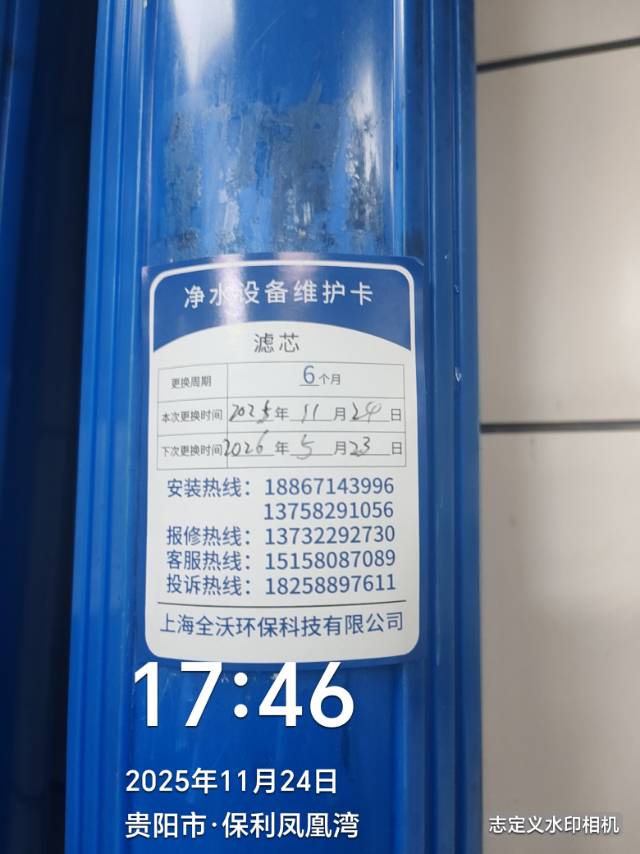 净水设备维护卡
滤芯
更换周期 6个月
本次更换时间 2025年11月24日
下次更换时间 2026年5月23日
安装热线：18867143996
13758291056
报修热线：13732292730
客服热线：15158087089
投诉热线：18258897611
上海全沃环保科技有限公司
17:46
2025年11月24日
贵阳市·保利凤凰湾
志定义水印相机